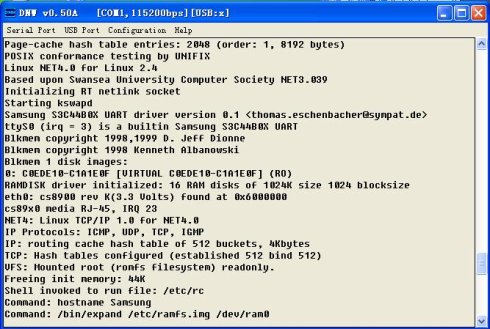 DNW v0.50A [COM1,115200bps][USB:x]
Serial Port USB Port Configuration Help
Page-cache hash table entries: 2048 (order: 1, 8192 bytes)
POSIX conformance testing by UNIFIX
Linux NET4.0 for Linux 2.4
Based upon Swansea University Computer Society NET3.039
Initializing RT netlink socket
Starting kswapd
Samsung S3C44B0X UART driver version 0.1 <thomas.eschenbacher@sympat.de>
ttyS0 (irq = 3) is a builtin Samsung S3C44B0X UART
Blkmem copyright 1998,1999 D. Jeff Dionne
Blkmem copyright 1998 Kenneth Albanowski
Blkmem 1 disk images:
0: C0EDE10-C1A1E0F [VIRTUAL C0EDE10-C1A1E0F] (RO)
RAMDISK driver initialized: 16 RAM disks of 1024K size 1024 blocksize
eth0: cs8900 rev K(3.3 Volts) found at 0x6000000
cs89x0 media RJ-45, IRQ 23
NET4: Linux TCP/IP 1.0 for NET4.0
IP Protocols: ICMP, UDP, TCP, IGMP
IP: routing cache hash table of 512 buckets, 4Kbytes
TCP: Hash tables configured (established 512 bind 512)
VFS: Mounted root (romfs filesystem) readonly.
Freeing init memory: 44K
Shell invoked to run file: /etc/rc
Command: hostname Samsung
Command: /bin/expand /etc/ramfs.img /dev/ram0